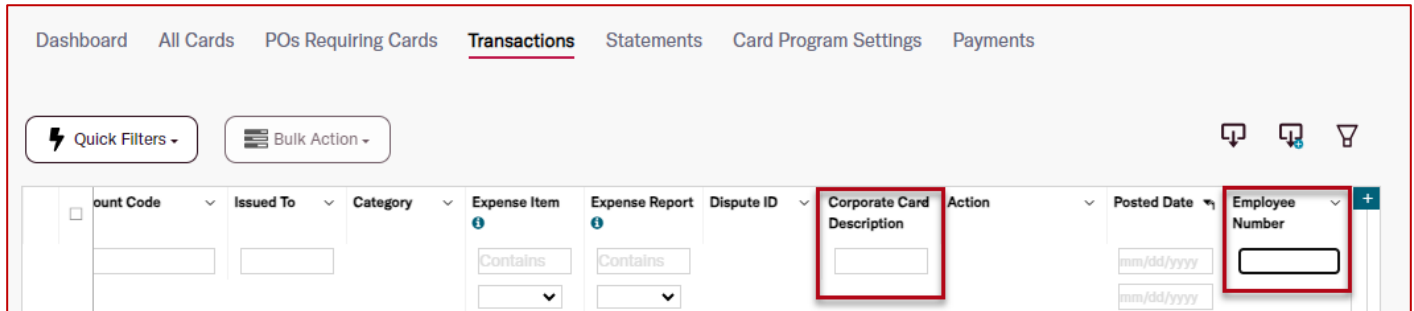 Dashboard All Cards POs Requiring Cards Transactions Statements Card Program Settings Payments
Quick Filters Bulk Action
ount Code Issued To Category Expense Item Expense Report Dispute ID Corporate Card Action Posted Date Employee
Description Number
Contains Contains mm/dd/yyyy
mm/dd/yyyy